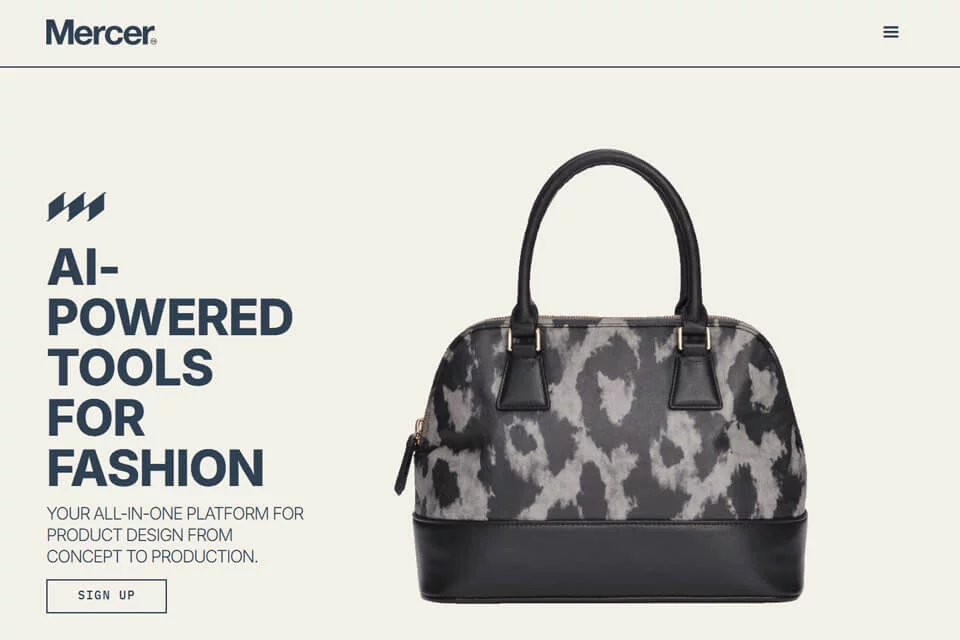 Mercer
AI-
POWERED
TOOLS
FOR
FASHION
YOUR ALL-IN-ONE PLATFORM FOR
PRODUCT DESIGN FROM
CONCEPT TO PRODUCTION.
SIGN UP